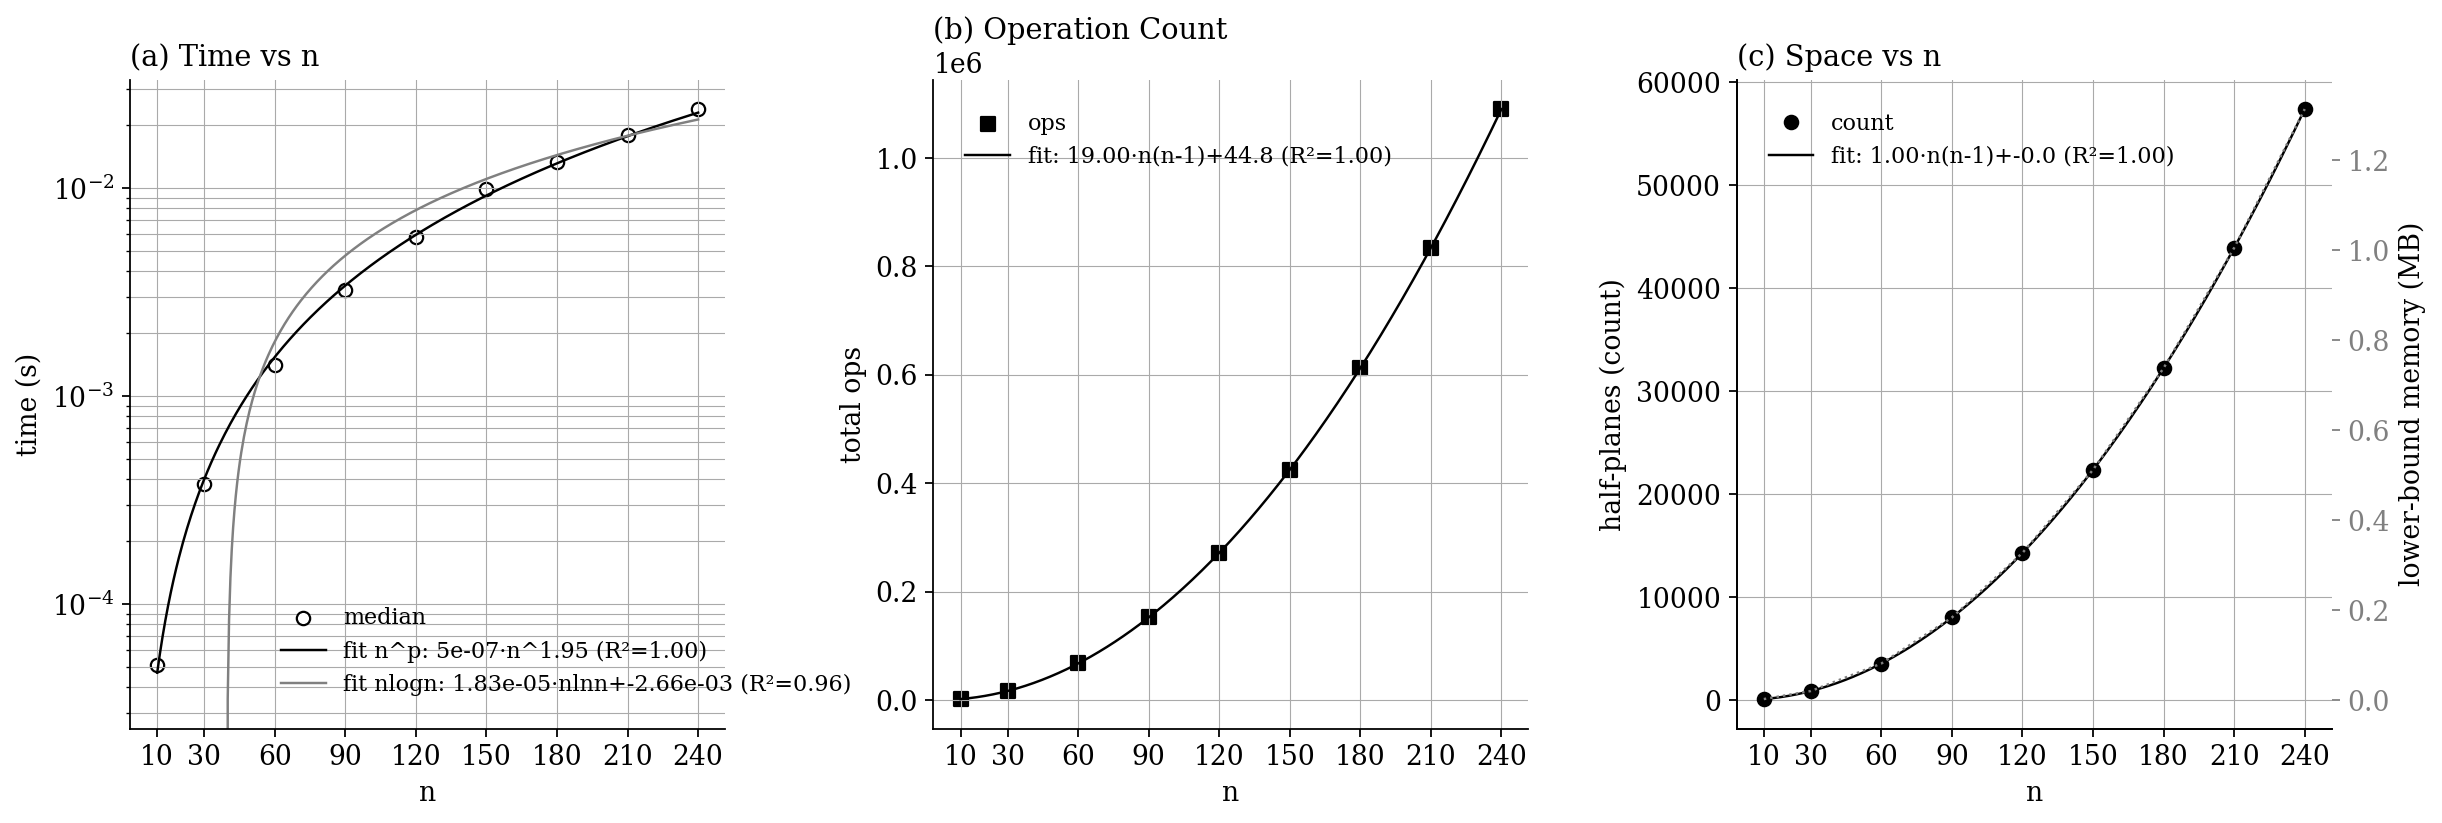 (a) Time vs n
time (s)
10⁻²
10⁻³
10⁻⁴
median
fit n^p: 5e-07·n^1.95 (R²=1.00)
fit nlogn: 1.83e-05·nlnn+-2.66e-03 (R²=0.96)
10 30 60 90 120 150 180 210 240
n
(b) Operation Count
1e6
total ops
1.0
0.8
0.6
0.4
0.2
0.0
ops
fit: 19.00·n(n-1)+44.8 (R²=1.00)
10 30 60 90 120 150 180 210 240
n
(c) Space vs n
half-planes (count)
60000
50000
40000
30000
20000
10000
0
count
fit: 1.00·n(n-1)+-0.0 (R²=1.00)
10 30 60 90 120 150 180 210 240
n
1.2
1.0
0.8
0.6
0.4
0.2
0.0
lower-bound memory (MB)